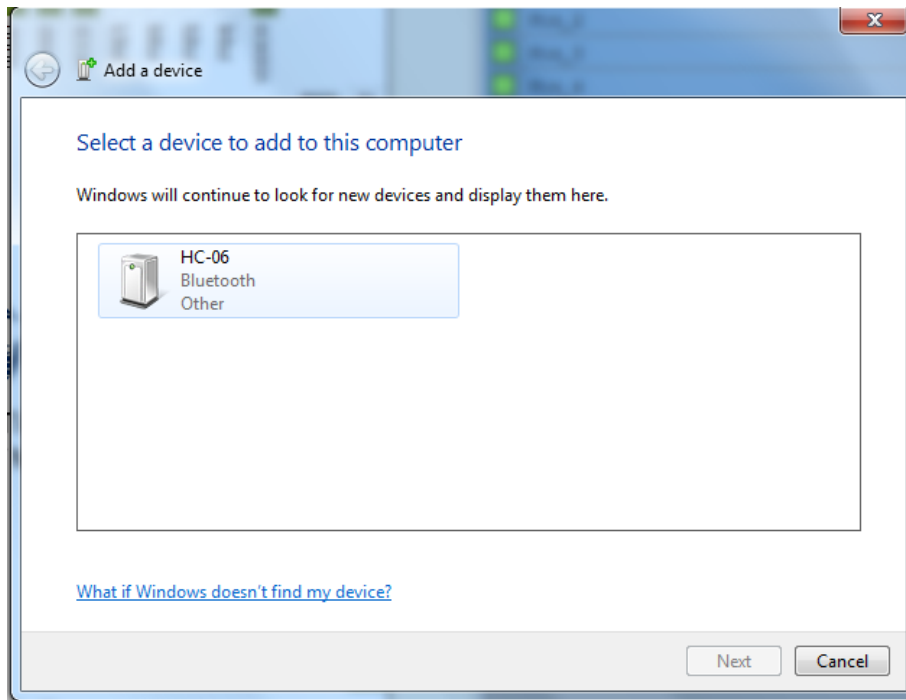 Add a device
Select a device to add to this computer
Windows will continue to look for new devices and display them here.
HC-06
Bluetooth
Other
What if Windows doesn't find my device?
Next
Cancel